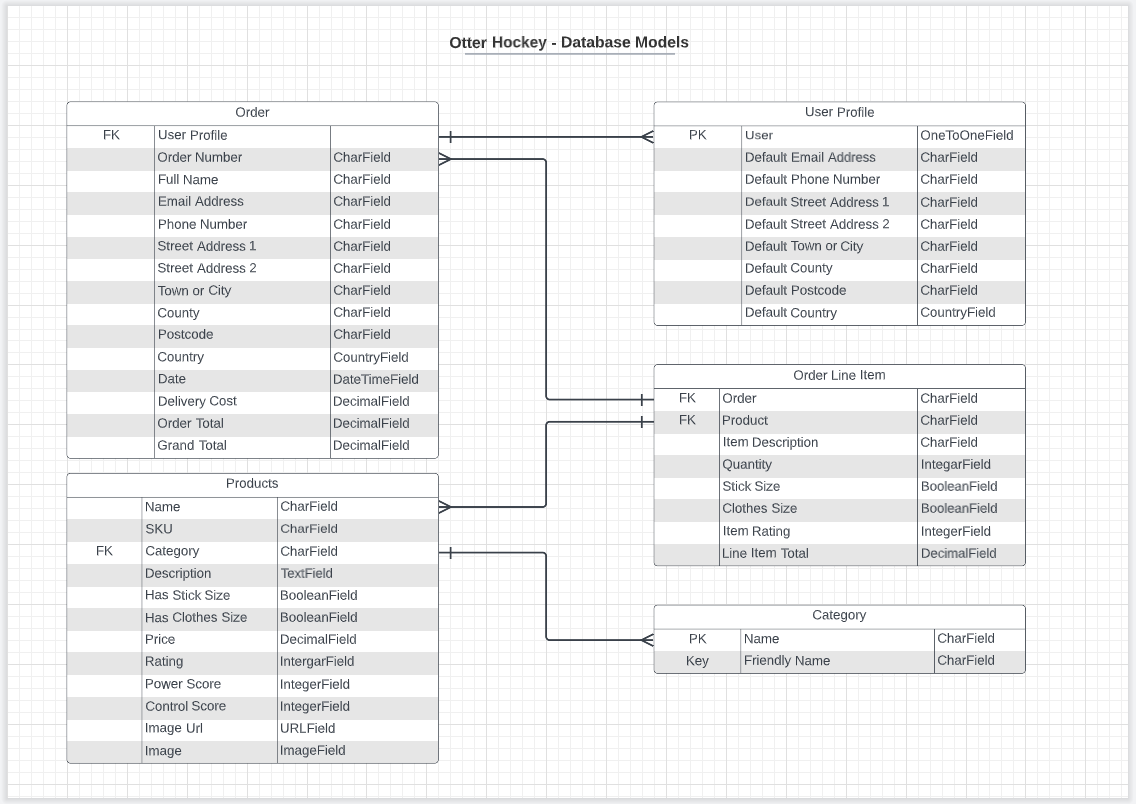 Otter Hockey - Database Models
Order
FK User Profile
Order Number CharField
Full Name CharField
Email Address CharField
Phone Number CharField
Street Address 1 CharField
Street Address 2 CharField
Town or City CharField
County CharField
Postcode CharField
Country CountryField
Date DateTimeField
Delivery Cost DecimalField
Order Total DecimalField
Grand Total DecimalField
User Profile
PK User OneToOneField
Default Email Address CharField
Default Phone Number CharField
Default Street Address 1 CharField
Default Street Address 2 CharField
Default Town or City CharField
Default County CharField
Default Postcode CharField
Default Country CountryField
Order Line Item
FK Order CharField
FK Product CharField
Item Description CharField
Quantity IntegarField
Stick Size BooleanField
Clothes Size BooleanField
Item Rating IntegerField
Line Item Total DecimalField
Products
Name CharField
SKU CharField
FK Category CharField
Description TextField
Has Stick Size BooleanField
Has Clothes Size BooleanField
Price DecimalField
Rating IntergarField
Power Score IntegerField
Control Score IntegerField
Image Url URLField
Image ImageField
Category
PK Name CharField
Key Friendly Name CharField